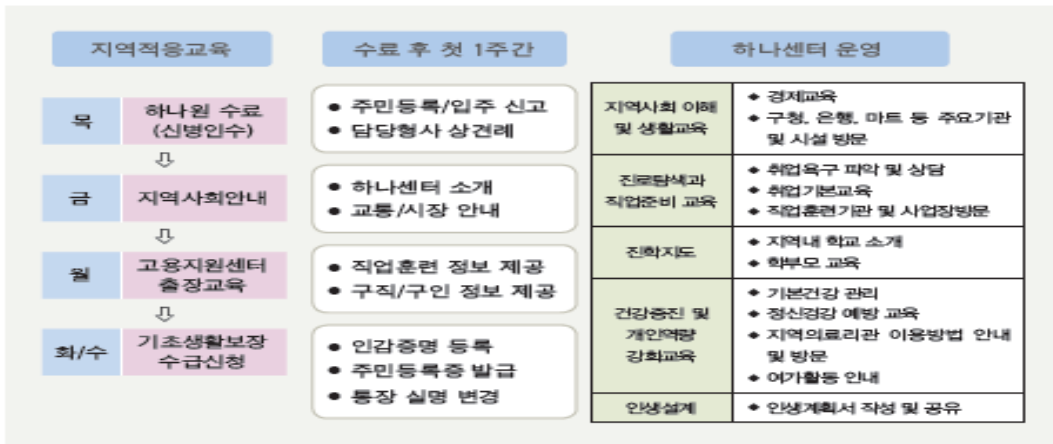 지역적응교육
수료 후 첫 1주간
하나센터 운영
목
하나원 수료
(신병인수)
금
지역사회안내
월
고용지원센터
출장교육
화/수
기초생활보장
수급신청
● 주민등록/입주 신고
● 담당형사 상견례
● 하나센터 소개
● 교통/시장 안내
● 직업훈련 정보 제공
● 구직/구인 정보 제공
● 인감증명 등록
● 주민등록증 발급
● 통장 실명 변경
지역사회 이해
및 생활교육
◆ 경제교육
◆ 구청, 은행, 마트 등 주요기관
및 시설 방문
진로탐색과
직업준비 교육
◆ 취업욕구 파악 및 상담
◆ 취업기본교육
◆ 직업훈련기관 및 사업장방문
진학지도
◆ 지역내 학교 소개
◆ 학부모 교육
건강증진 및
개인역량
강화교육
◆ 기본건강 관리
◆ 정신경강 예방 교육
◆ 지역의료리관 이용방법 안내
및 방문
◆ 여가활동 인내
인생설계
◆ 인생계획서 작성 및 공유